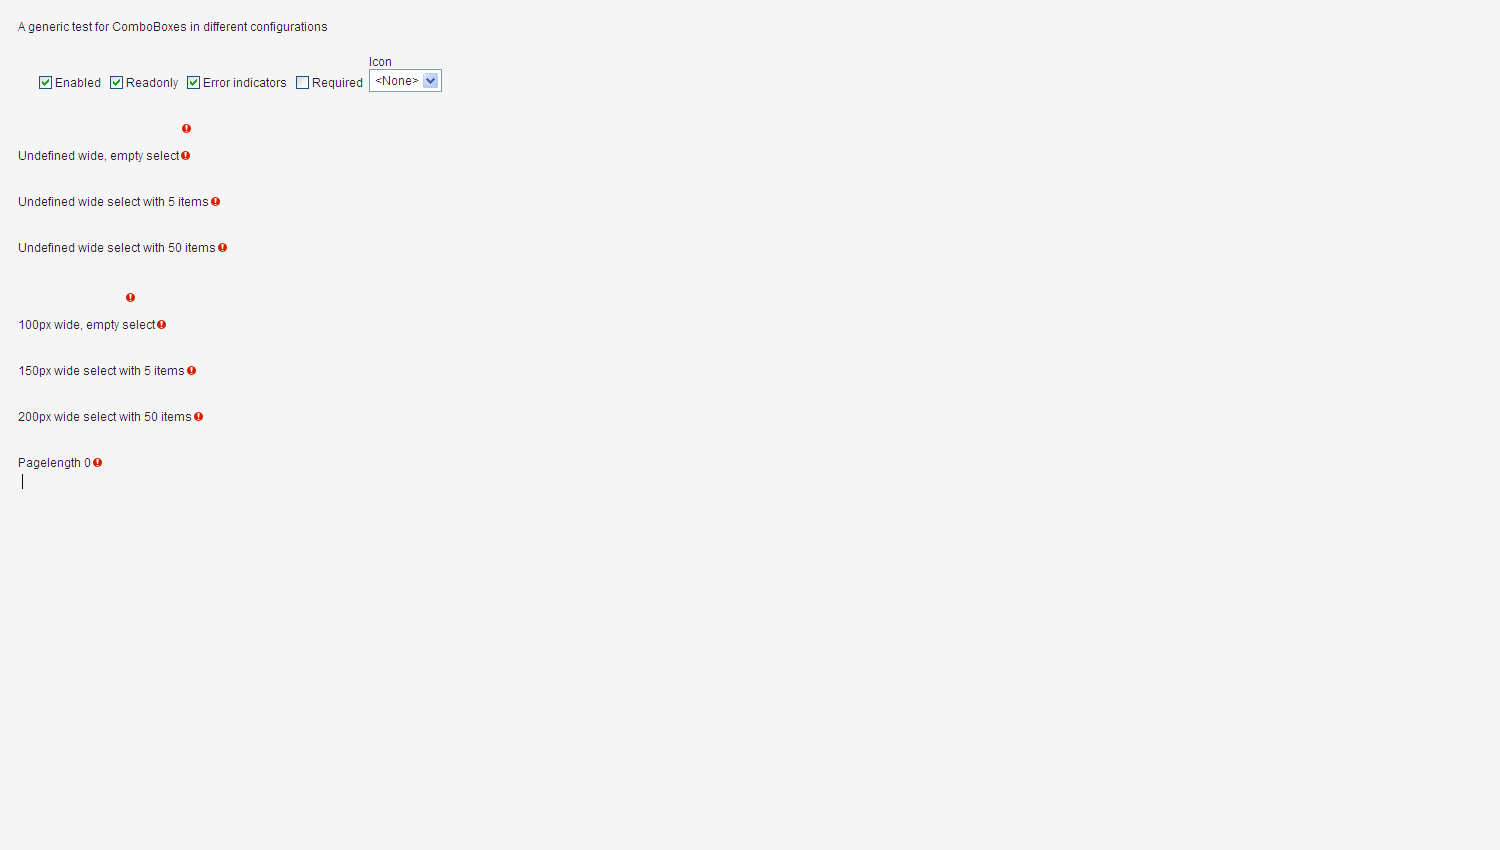 A generic test for ComboBoxes in different configurations
Icon
Enabled Readonly Error indicators Required <None>
Undefined wide, empty select
Undefined wide select with 5 items
Undefined wide select with 50 items
100px wide, empty select
150px wide select with 5 items
200px wide select with 50 items
Pagelength 0